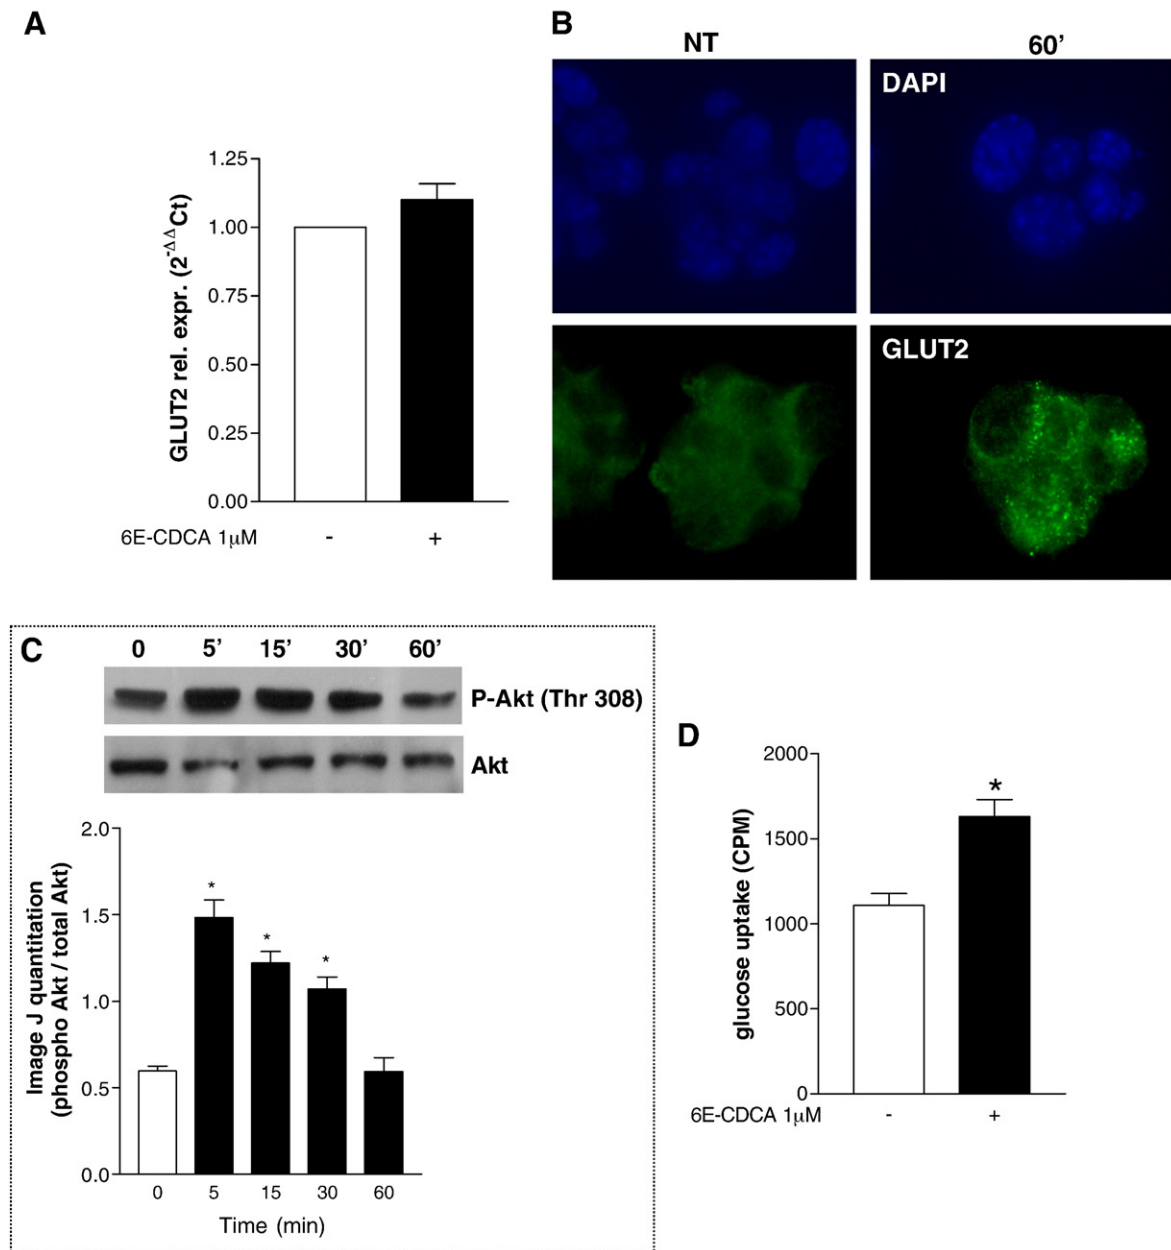 A
GLUT2 rel. expr. (2-ΔΔCt)
1.25
1.00
0.75
0.50
0.25
0.00
6E-CDCA 1μM - +
B
NT 60’
DAPI
GLUT2
C
0 5’ 15’ 30’ 60’
P-Akt (Thr 308)
Akt
Image J quantitation
(phospho Akt / total Akt)
2.0
1.5
1.0
0.5
0.0
* * *
0 5 15 30 60
Time (min)
D
glucose uptake (CPM)
2000
1500
1000
500
0
*
6E-CDCA 1μM - +